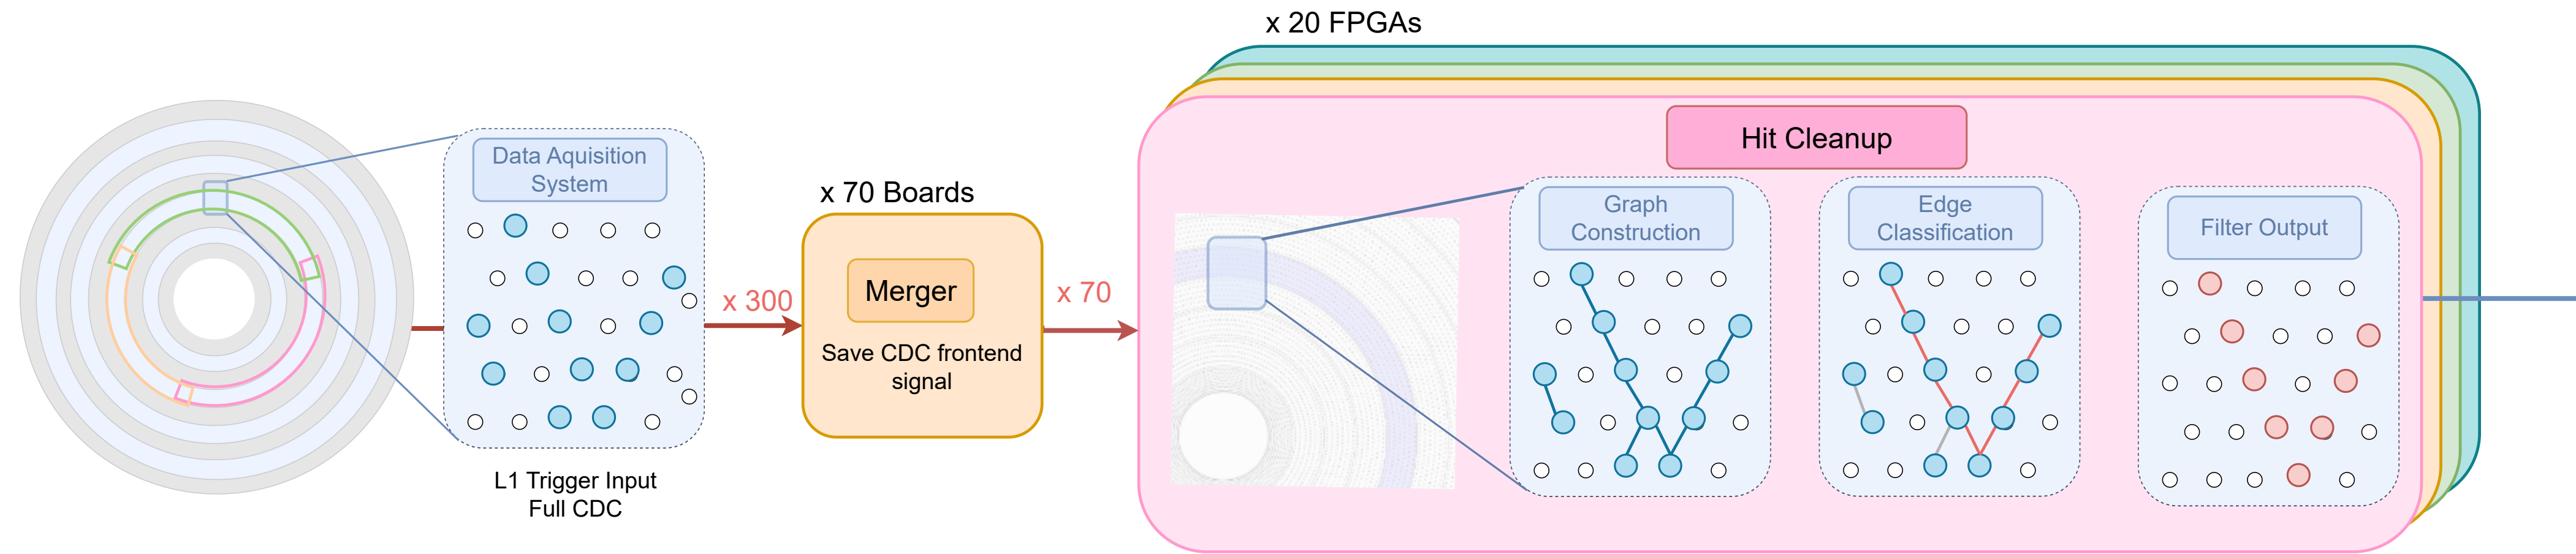 x 20 FPGAs
Hit Cleanup
Data Aquisition
System
L1 Trigger Input
Full CDC
x 300
x 70 Boards
Merger
Save CDC frontend
signal
x 70
Graph
Construction
Edge
Classification
Filter Output